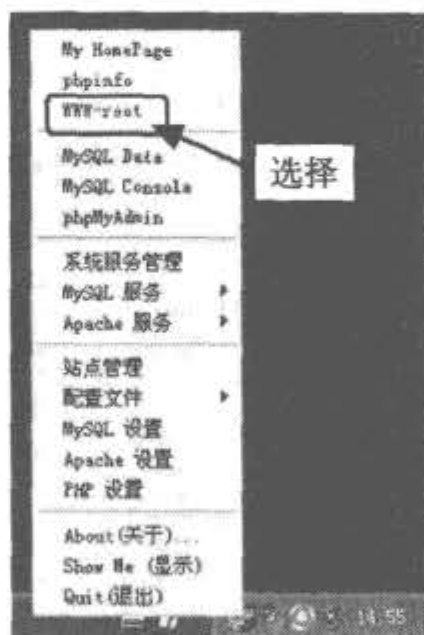 My HomePage
phpinfo
WWW-root
选择
MySQL Data
MySQL Console
phpMyAdmin
系统服务管理
MySQL 服务
Apache 服务
站点管理
配置文件
MySQL 设置
Apache 设置
PHP 设置
About(关于)...
Show Me (显示)
Quit(退出)
14:55